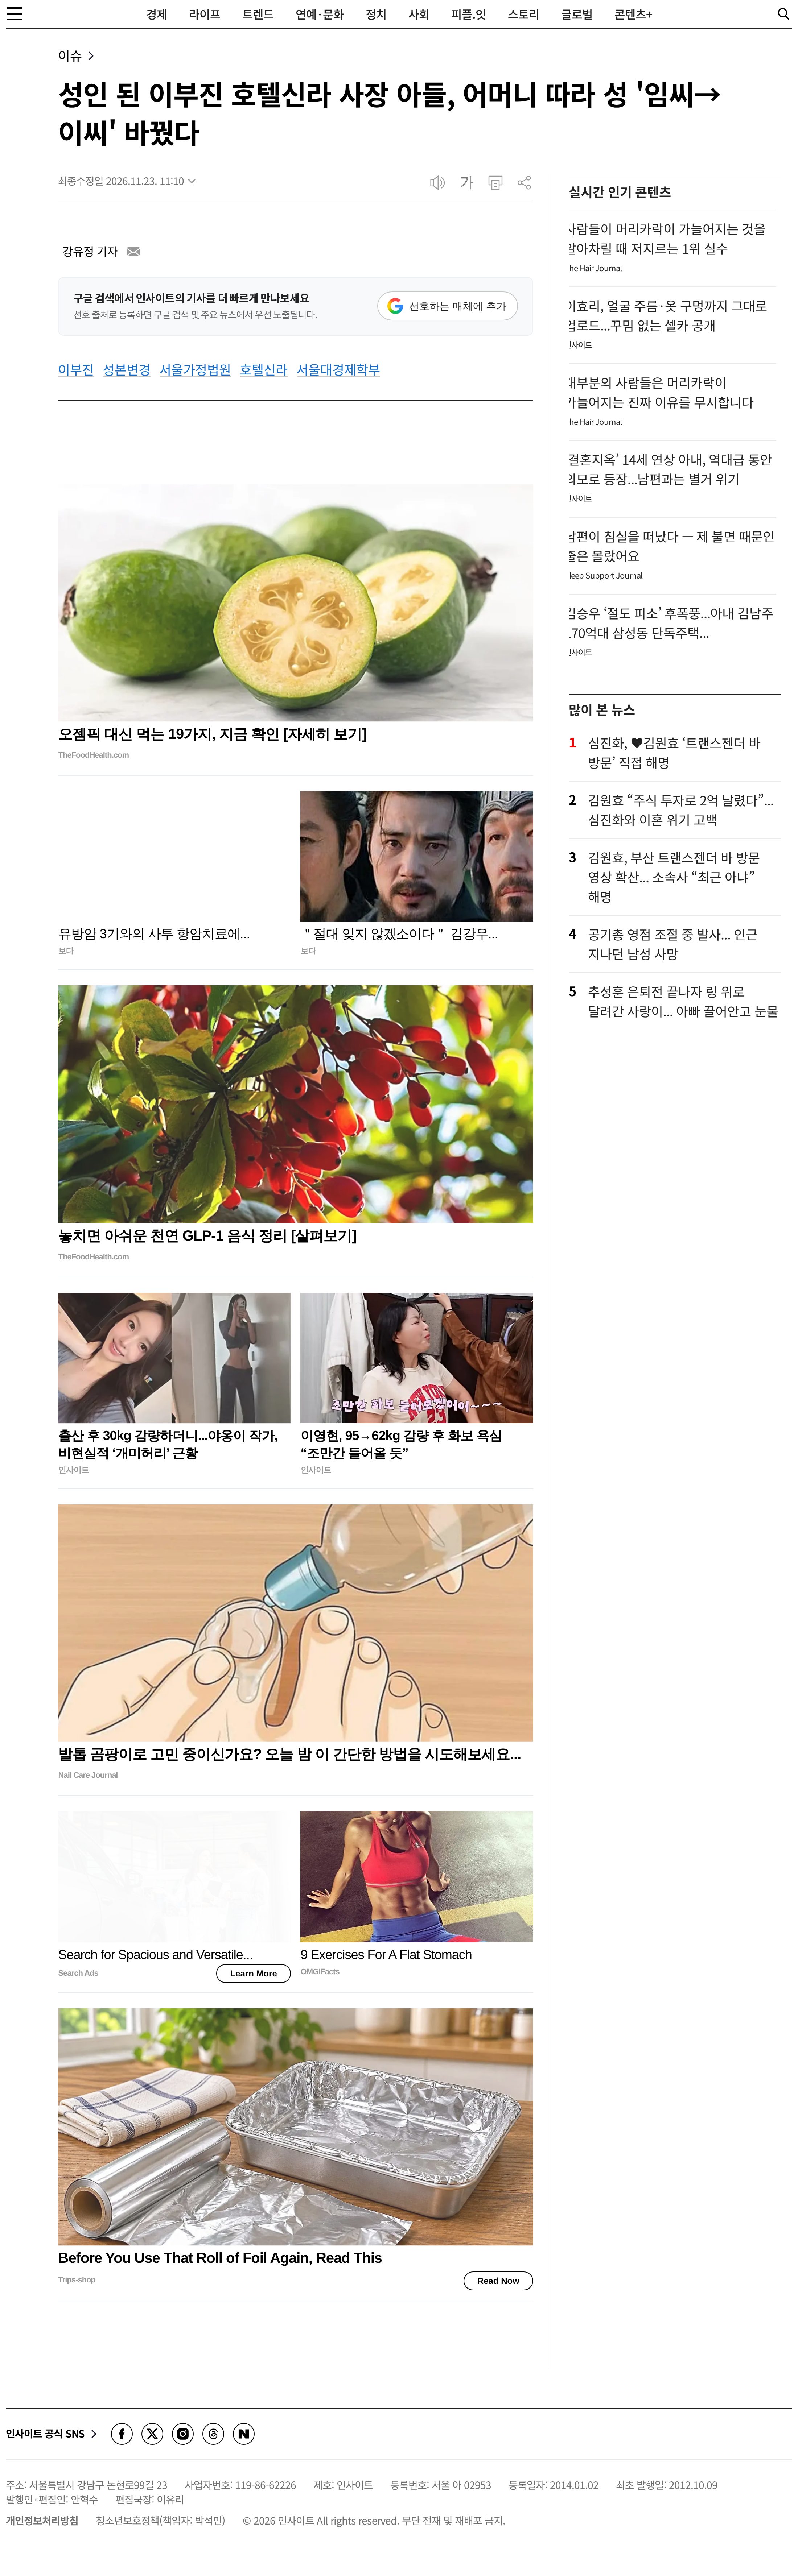 경제 라이프 트렌드 연예·문화 정치 사회 피플.잇 스토리 글로벌 콘텐츠+
이슈
성인 된 이부진 호텔신라 사장 아들, 어머니 따라 성 '임씨→
이씨' 바꿨다
최종수정일 2026.11.23. 11:10
가
강유정 기자
구글 검색에서 인사이트의 기사를 더 빠르게 만나보세요
선호 출처로 등록하면 구글 검색 및 주요 뉴스에서 우선 노출됩니다.
선호하는 매체에 추가
이부진 성본변경 서울가정법원 호텔신라 서울대경제학부
오젬픽 대신 먹는 19가지, 지금 확인 [자세히 보기]
TheFoodHealth.com
유방암 3기와의 사투 항암치료에...
보다
" 절대 잊지 않겠소이다 " 김강우...
보다
놓치면 아쉬운 천연 GLP-1 음식 정리 [살펴보기]
TheFoodHealth.com
출산 후 30kg 감량하더니...야옹이 작가,
비현실적 ‘개미허리’ 근황
인사이트
조만간 화보 들어오겠어어~~~
이영현, 95→62kg 감량 후 화보 욕심
“조만간 들어올 듯”
인사이트
발톱 곰팡이로 고민 중이신가요? 오늘 밤 이 간단한 방법을 시도해보세요...
Nail Care Journal
Search for Spacious and Versatile...
Search Ads
Learn More
9 Exercises For A Flat Stomach
OMGIFacts
Before You Use That Roll of Foil Again, Read This
Trips-shop
Read Now
실시간 인기 콘텐츠
사람들이 머리카락이 가늘어지는 것을
알아차릴 때 저지르는 1위 실수
he Hair Journal
이효리, 얼굴 주름·옷 구멍까지 그대로
업로드...꾸밈 없는 셀카 공개
인사이트
대부분의 사람들은 머리카락이
가늘어지는 진짜 이유를 무시합니다
he Hair Journal
결혼지옥’ 14세 연상 아내, 역대급 동안
외모로 등장...남편과는 별거 위기
인사이트
남편이 침실을 떠났다 — 제 불면 때문인
줄은 몰랐어요
leep Support Journal
김승우 ‘절도 피소’ 후폭풍...아내 김남주
170억대 삼성동 단독주택...
인사이트
많이 본 뉴스
1 심진화, ♥김원효 ‘트랜스젠더 바
방문’ 직접 해명
2 김원효 “주식 투자로 2억 날렸다”...
심진화와 이혼 위기 고백
3 김원효, 부산 트랜스젠더 바 방문
영상 확산... 소속사 “최근 아냐”
해명
4 공기총 영점 조절 중 발사... 인근
지나던 남성 사망
5 추성훈 은퇴전 끝나자 링 위로
달려간 사랑이... 아빠 끌어안고 눈물
인사이트 공식 SNS
주소: 서울특별시 강남구 논현로99길 23 사업자번호: 119-86-62226 제호: 인사이트 등록번호: 서울 아 02953 등록일자: 2014.01.02 최초 발행일: 2012.10.09
발행인·편집인: 안혁수 편집국장: 이유리
개인정보처리방침 청소년보호정책(책임자: 박석민) © 2026 인사이트 All rights reserved. 무단 전재 및 재배포 금지.